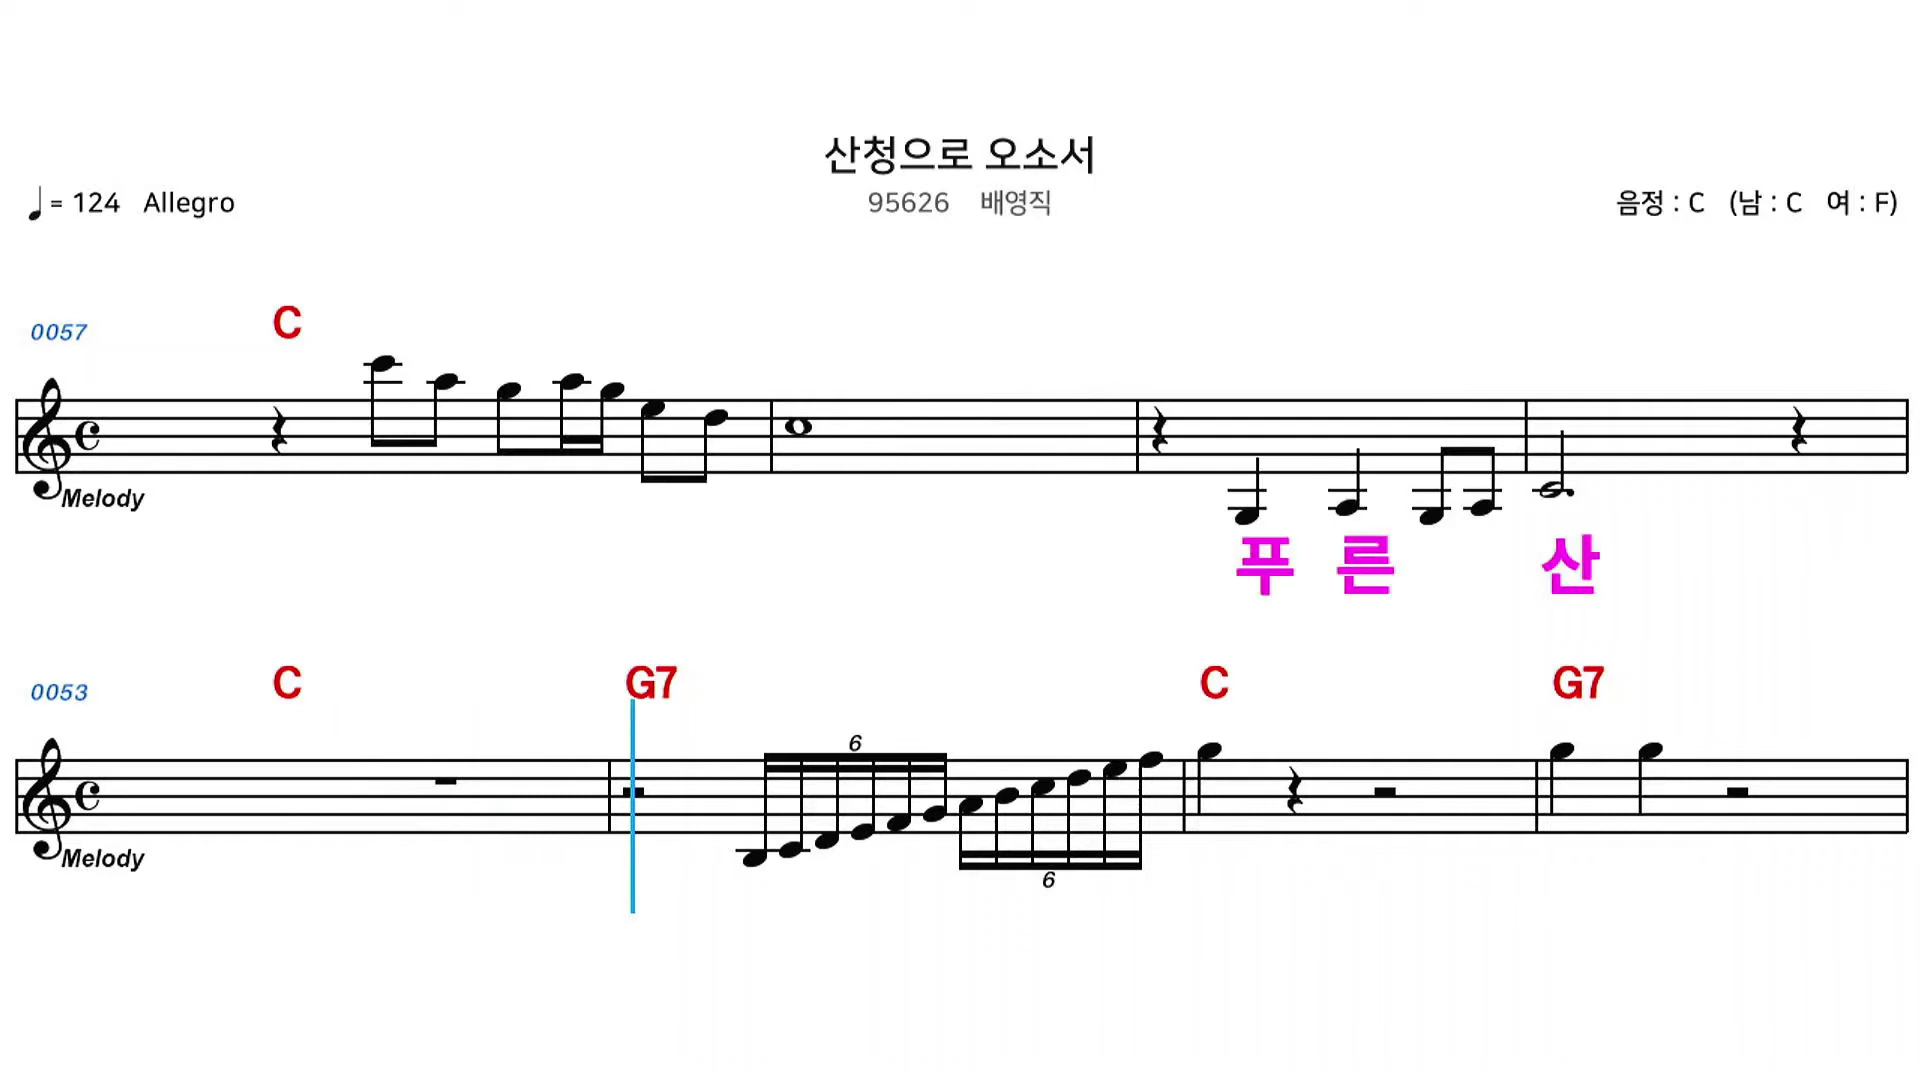 산청으로 오소서
= 124 Allegro
95626 배영직
음정 : C (남 : C 여 : F)
0057 C
Melody
푸 른 산
0053 C G7 C G7
6
Melody
6